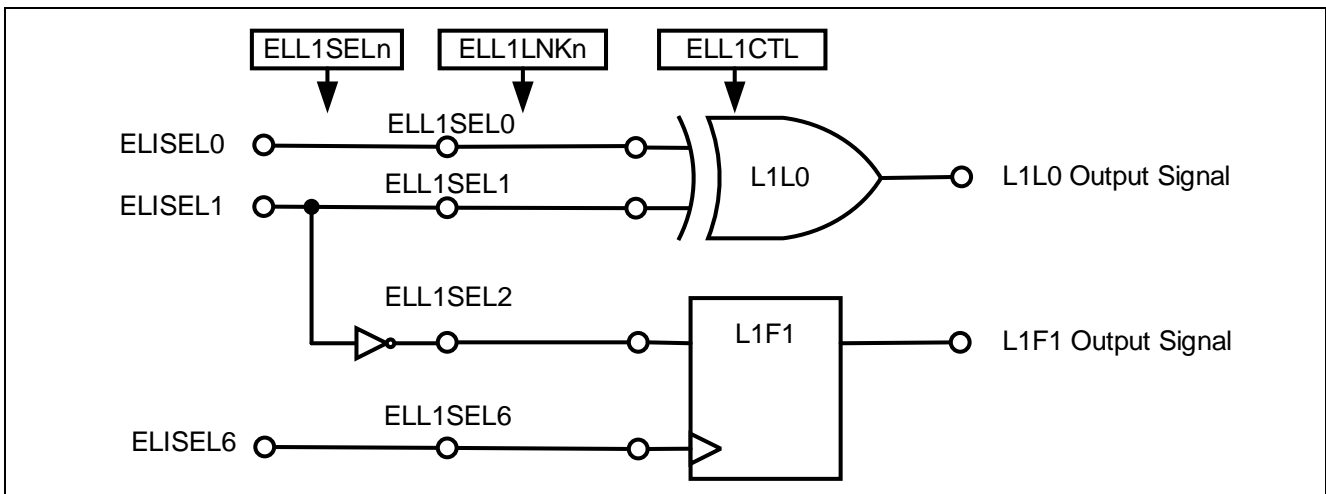 ELL1SELn ELL1LNKn ELL1CTL
ELISEL0 ELL1SEL0
ELISEL1 ELL1SEL1
L1L0 L1L0 Output Signal
ELL1SEL2
L1F1 L1F1 Output Signal
ELISEL6 ELL1SEL6